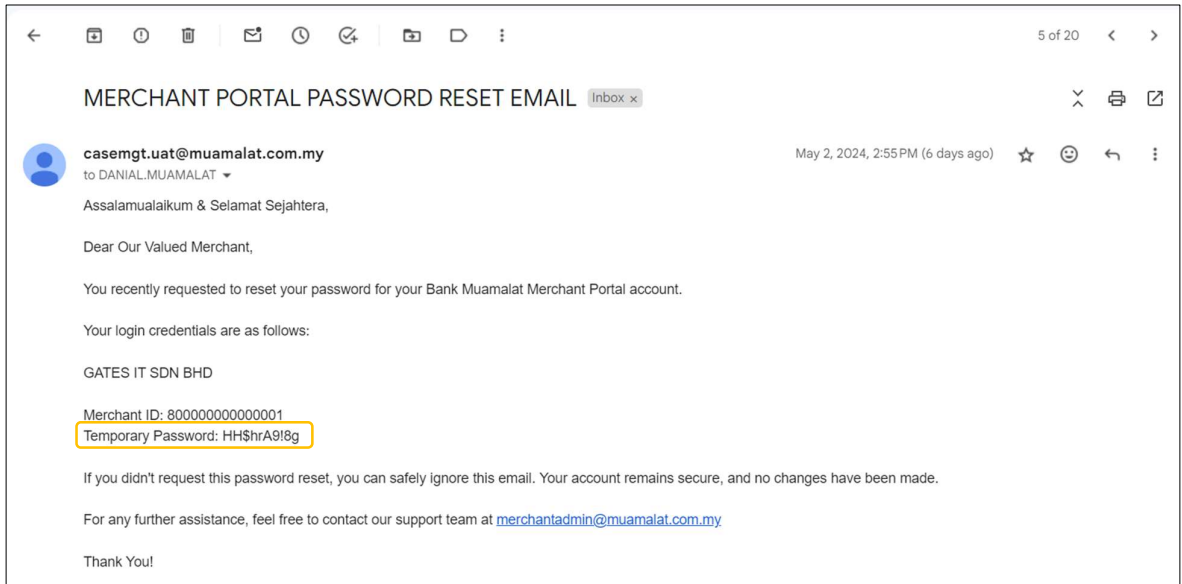 5 of 20
MERCHANT PORTAL PASSWORD RESET EMAIL Inbox x
casemgt.uat@muamalat.com.my May 2, 2024, 2:55 PM (6 days ago)
to DANIAL.MUAMALAT
Assalamualaikum & Selamat Sejahtera,
Dear Our Valued Merchant,
You recently requested to reset your password for your Bank Muamalat Merchant Portal account.
Your login credentials are as follows:
GATES IT SDN BHD
Merchant ID: 800000000000001
Temporary Password: HH$hrA9!8g
If you didn't request this password reset, you can safely ignore this email. Your account remains secure, and no changes have been made.
For any further assistance, feel free to contact our support team at merchantadmin@muamalat.com.my
Thank You!